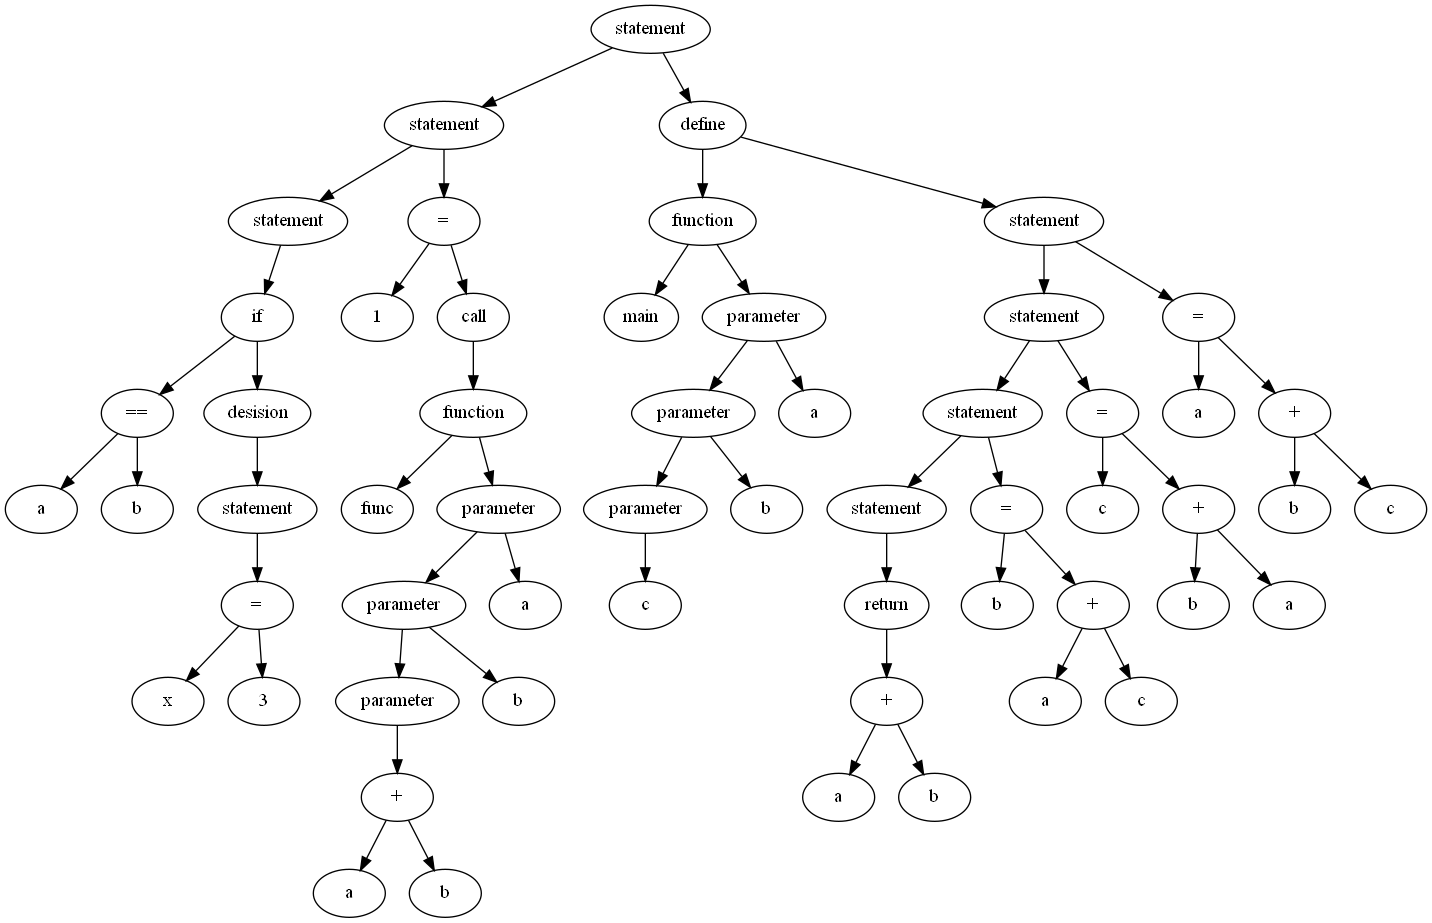 statement
statement define
statement = function statement
if 1 call main parameter statement =
== desision function parameter a statement = a +
a b statement func parameter parameter b statement = c + b c
= parameter a c return b + b a
x 3 parameter b + a c
+ a b
a b